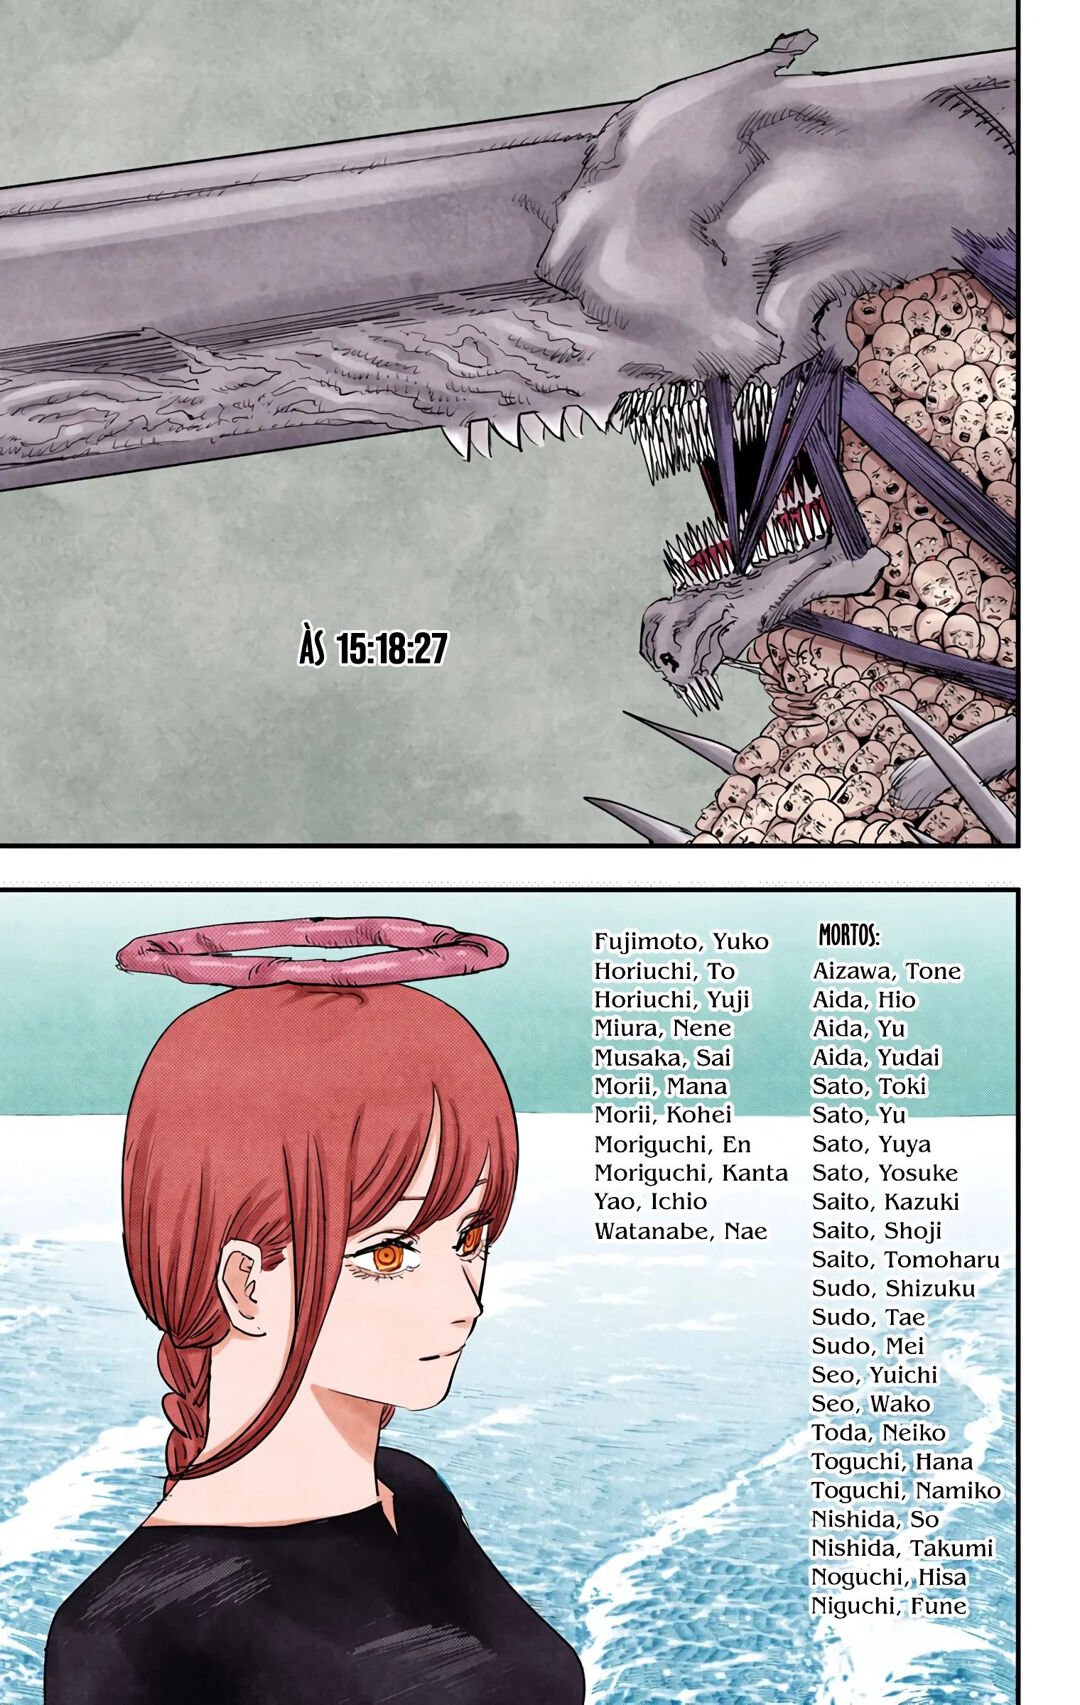 ÀS 15:18:27
MORTOS:
Aizawa, Tone
Aida, Hio
Aida, Yu
Aida, Yudai
Sato, Toki
Sato, Yu
Sato, Yuya
Sato, Yosuke
Saito, Kazuki
Saito, Shoji
Saito, Tomoharu
Sudo, Shizuku
Sudo, Tae
Sudo, Mei
Seo, Yuichi
Seo, Wako
Toda, Neiko
Toguchi, Hana
Toguchi, Namiko
Nishida, So
Nishida, Takumi
Noguchi, Hisa
Niguchi, Fune
Fujimoto, Yuko
Horiuchi, To
Horiuchi, Yuji
Miura, Nene
Musaka, Sai
Morii, Mana
Morii, Kohei
Moriguchi, En
Moriguchi, Kanta
Yao, Ichio
Watanabe, Nae